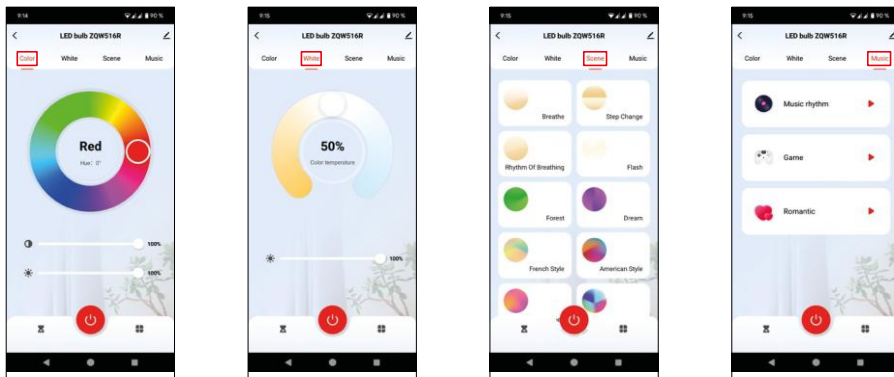 9:14 90 %
LED bulb ZQW516R
Color White Scene Music
Red
Hue: 0°
100%
100%
9:15 90 %
LED bulb ZQW516R
Color White Scene Music
50%
Color temperature
100%
9:15 90 %
LED bulb ZQW516R
Color White Scene Music
Breathe
Step Change
Rhythm Of Breathing
Flash
Forest
Dream
French Style
American Style
9:15 90 %
LED bulb ZQW516R
Color White Scene Music
Music rhythm
Game
Romantic